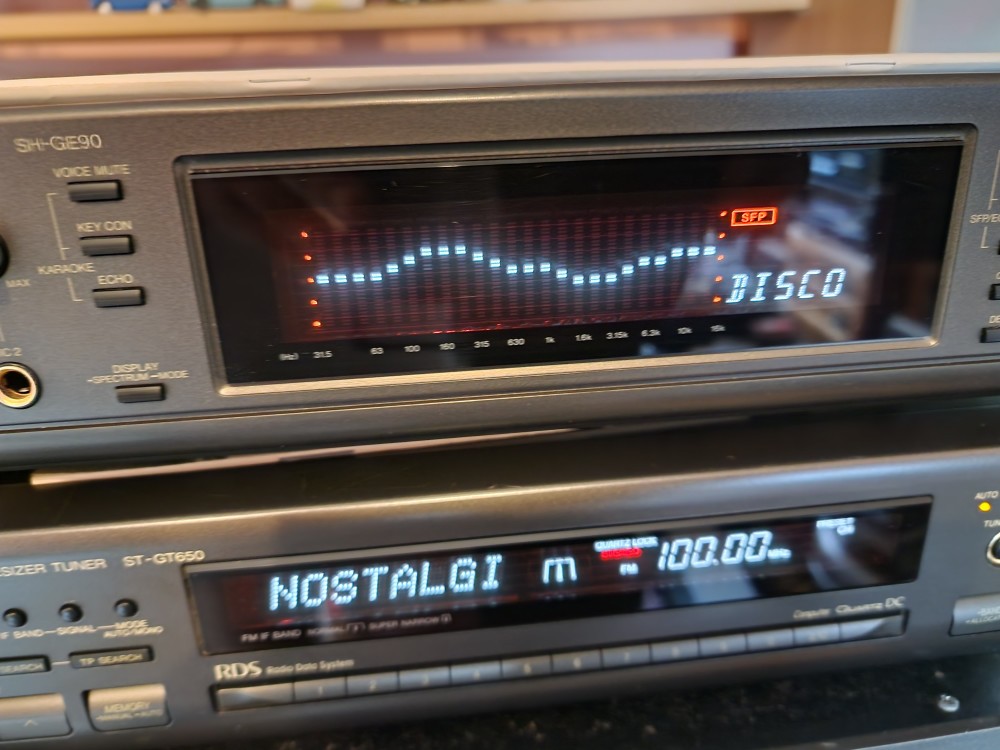 SH-GE90
VOICE MUTE
KEY CON
KARAOKE
ECHO
MAX
DISPLAY
SPECTRUM MODE
SFP
DISCO
(Hz) 31.5 63 100 160 315 630 1k 1.6k 3.15k 6.3k 10k 16k
SIZER TUNER ST-GT650
IF BAND SIGNAL MODE
AUTO/MONO
SEARCH TP SEARCH
MEMORY
NOSTALGI m
QUARTZ LOCK
FM 100.00 MHz
FM IF BAND NORMAL SUPER NARROW
RDS Radio Data System
1 2 3 4 5 6 7
AUTO